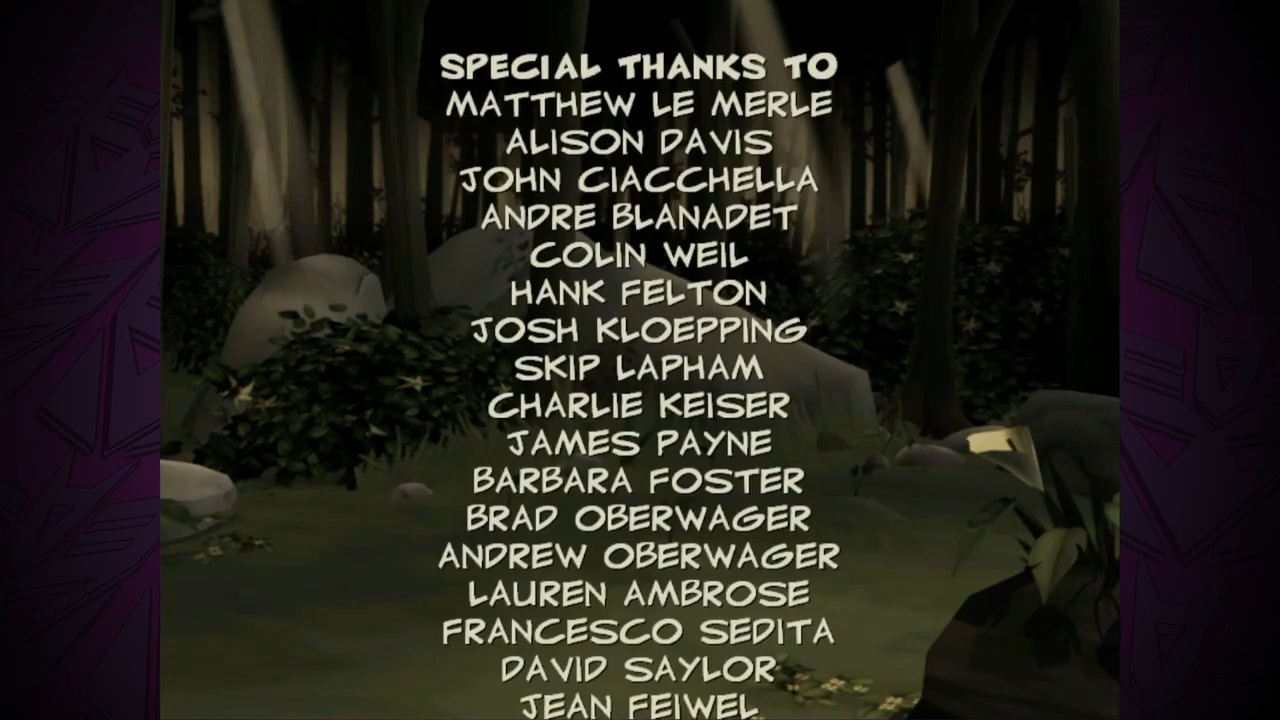 SPECIAL THANKS TO
MATTHEW LE MERLE
ALISON DAVIS
JOHN CIACCHELLA
ANDRE BLANADET
COLIN WEIL
HANK FELTON
JOSH KLOEPPING
SKIP LAPHAM
CHARLIE KEISER
JAMES PAYNE
BARBARA FOSTER
BRAD OBERWAGER
ANDREW OBERWAGER
LAUREN AMBROSE
FRANCESCO SEDITA
DAVID SAYLOR
JEAN FEIWEL